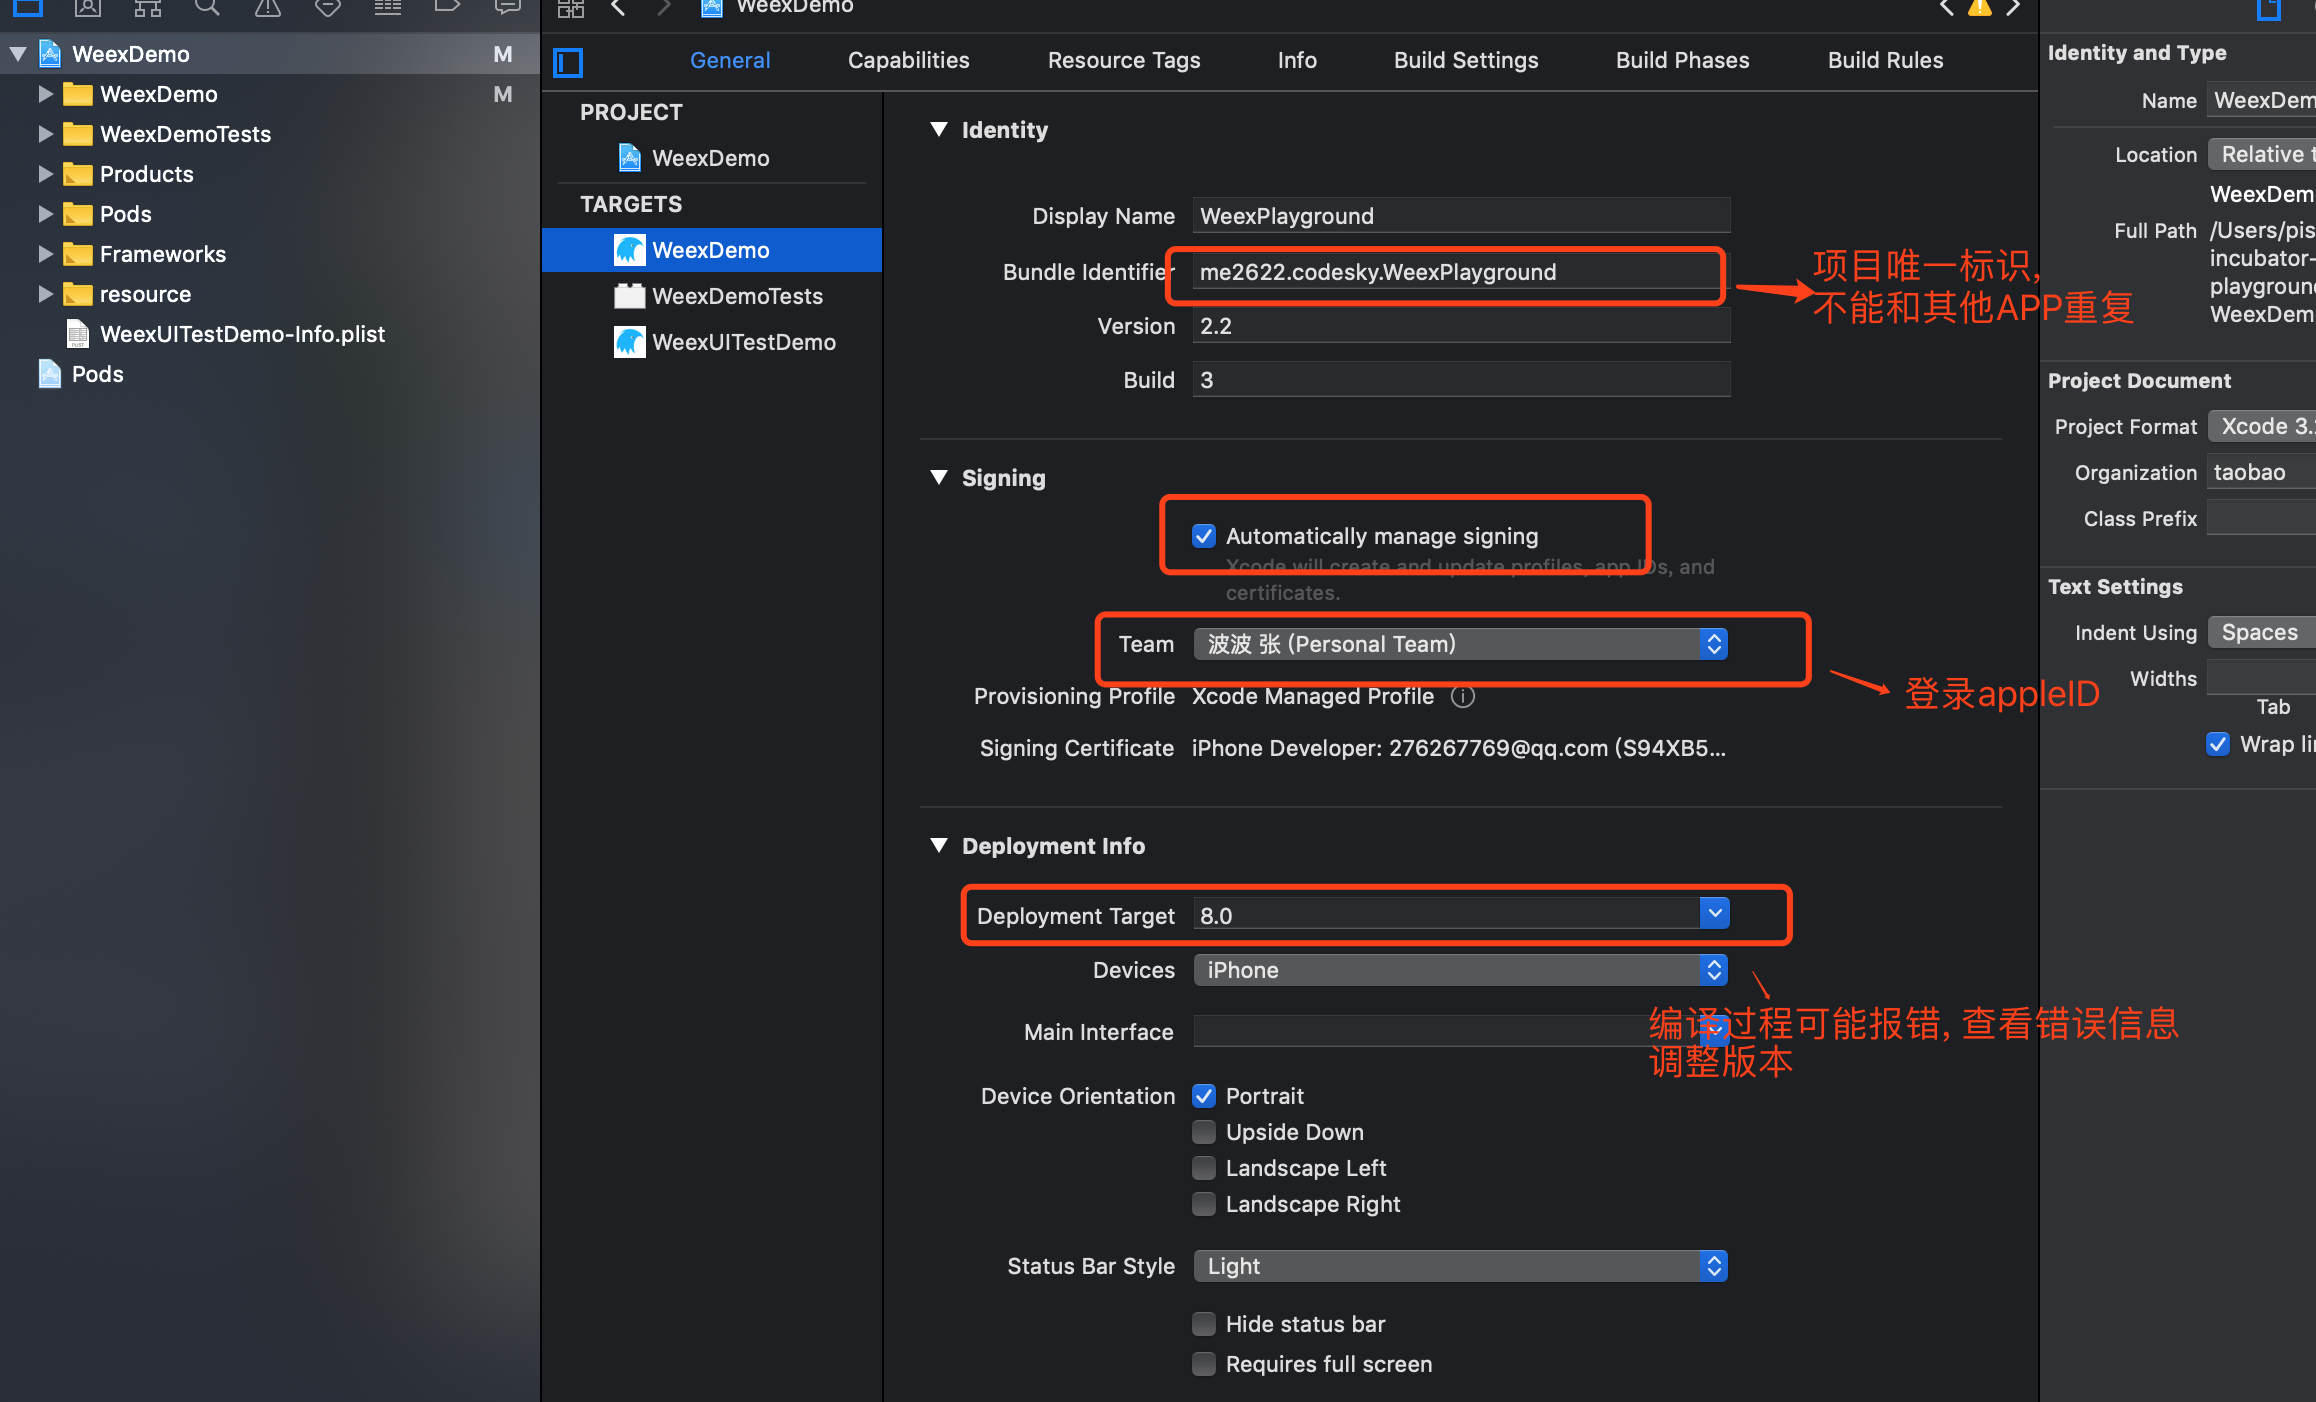 WeexDemo
WeexDemo M
WeexDemo M
WeexDemoTests
Products
Pods
Frameworks
resource
WeexUITestDemo-Info.plist
Pods
General Capabilities Resource Tags Info Build Settings Build Phases Build Rules
PROJECT
WeexDemo
TARGETS
WeexDemo
WeexDemoTests
WeexUITestDemo
Identity
Display Name WeexPlayground
Bundle Identifier me2622.codesky.WeexPlayground
项目唯一标识,
不能和其他APP重复
Version 2.2
Build 3
Signing
Automatically manage signing
Xcode will create and update profiles, app IDs, and
certificates.
Team 波波 张 (Personal Team)
登录appleID
Provisioning Profile Xcode Managed Profile
Signing Certificate iPhone Developer: 276267769@qq.com (S94XB5...
Deployment Info
Deployment Target 8.0
Devices iPhone
编译过程可能报错, 查看错误信息
调整版本
Main Interface
Device Orientation Portrait
Upside Down
Landscape Left
Landscape Right
Status Bar Style Light
Hide status bar
Requires full screen
Identity and Type
Name WeexDem
Location Relative t
WeexDem
Full Path /Users/pis
incubator-
playground
WeexDem
Project Document
Project Format Xcode 3.
Organization taobao
Class Prefix
Text Settings
Indent Using Spaces
Widths
Tab
Wrap li